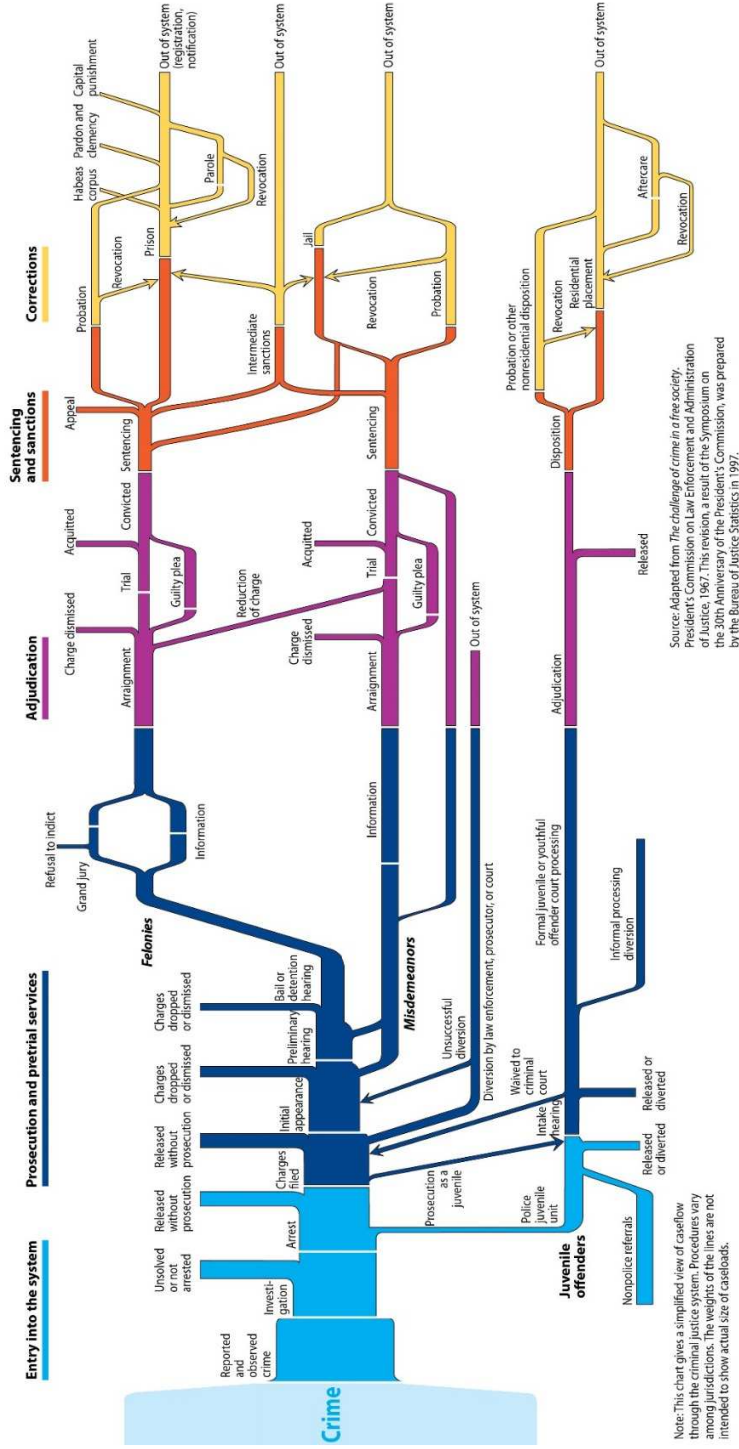 Entry into the system
Prosecution and pretrial services
Adjudication
Sentencing
and sanctions
Corrections
Crime
Reported
and
observed
crime
Investi-
gation
Unsolved
or not
arrested
Arrest
Released
without
prosecution
Charges
filed
Released
without
prosecution
Initial
appearance
Charges
dropped
or dismissed
Preliminary
hearing
Charges
dropped
or dismissed
Bail or
detention
hearing
Felonies
Grand jury
Refusal to indict
Information
Arraignment
Charge dismissed
Trial
Acquitted
Convicted
Guilty plea
Reduction
of charge
Sentencing
Appeal
Probation
Revocation
Prison
Habeas
corpus
Pardon and
clemency
Capital
punishment
Parole
Revocation
Out of system
(registration,
notification)
Intermediate
sanctions
Out of system
Misdemeanors
Information
Arraignment
Charge
dismissed
Trial
Acquitted
Convicted
Guilty plea
Sentencing
Jail
Revocation
Probation
Out of system
Unsuccessful
diversion
Diversion by law enforcement, prosecutor, or court
Out of system
Prosecution
as a
juvenile
Waived to
criminal
court
Police
juvenile
unit
Intake
hearing
Juvenile
offenders
Nonpolice referrals
Released
or diverted
Released or
diverted
Formal juvenile or youthful
offender court processing
Informal processing
diversion
Adjudication
Released
Disposition
Probation or other
nonresidential disposition
Revocation
Residential
placement
Aftercare
Revocation
Out of system
Note: This chart gives a simplified view of caseflow
through the criminal justice system. Procedures vary
among jurisdictions. The weights of the lines are not
intended to show actual size of caseloads.
Source: Adapted from The challenge of crime in a free society.
President's Commission on Law Enforcement and Administration
of Justice, 1967. This revision, a result of the Symposium on
the 30th Anniversary of the President's Commission, was prepared
by the Bureau of Justice Statistics in 1997.